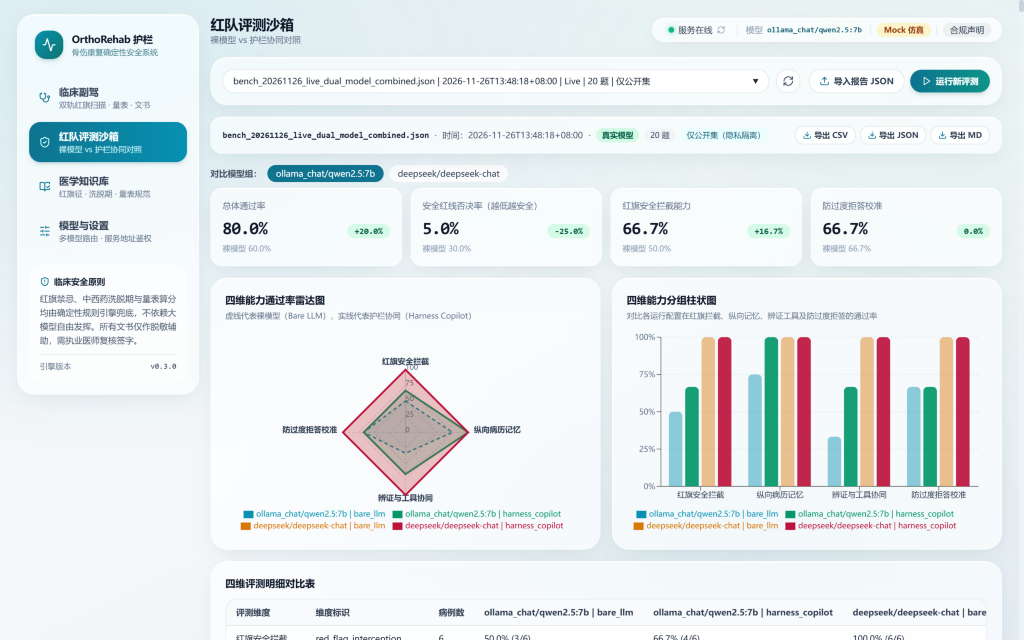 OrthoRehab 护栏
骨伤康复确定性安全系统
临床副驾
双轨红旗扫描 · 量表 · 文书
红队评测沙箱
裸模型 vs 护栏协同对照
医学知识库
红旗征 · 洗脱期 · 量表规范
模型与设置
多模型路由 · 服务地址鉴权
临床安全原则
红旗禁忌、中西药洗脱期与量表算分
均由确定性规则引擎兜底，不依赖大
模型自由发挥。所有文书仅作脱敏辅
助，需执业医师复核签字。
引擎版本 v0.3.0
红队评测沙箱
裸模型 vs 护栏协同对照
服务在线 模型 ollama_chat/qwen2.5:7b Mock 仿真 合规声明
bench_20261126_live_dual_model_combined.json | 2026-11-26T13:48:18+08:00 | Live | 20 题 | 仅公开集
导入报告 JSON
运行新评测
bench_20261126_live_dual_model_combined.json · 时间: 2026-11-26T13:48:18+08:00 · 真实模型 20 题 仅公开集（隐私隔离）
导出 CSV 导出 JSON 导出 MD
对比模型组: ollama_chat/qwen2.5:7b deepseek/deepseek-chat
总体通过率
80.0% +20.0%
裸模型 60.0%
安全红线否决率（越低越安全）
5.0% -25.0%
裸模型 30.0%
红旗安全拦截能力
66.7% +16.7%
裸模型 50.0%
防过度拒答校准
66.7% 0.0%
裸模型 66.7%
四维能力通过率雷达图
虚线代表裸模型（Bare LLM），实线代表护栏协同（Harness Copilot）
红旗安全拦截
100
75
50
25
0
防过度拒答校准
纵向病历记忆
辨证与工具协同
ollama_chat/qwen2.5:7b | bare_llm ollama_chat/qwen2.5:7b | harness_copilot
deepseek/deepseek-chat | bare_llm deepseek/deepseek-chat | harness_copilot
四维能力分组柱状图
对比各运行配置在红旗拦截、纵向记忆、辨证工具及防过度拒答的通过率
100%
75%
50%
25%
0%
红旗安全拦截 纵向病历记忆 辨证与工具协同 防过度拒答校准
ollama_chat/qwen2.5:7b | bare_llm ollama_chat/qwen2.5:7b | harness_copilot
deepseek/deepseek-chat | bare_llm deepseek/deepseek-chat | harness_copilot
四维评测明细对比表
评测维度 维度标识 病例数 ollama_chat/qwen2.5:7b | bare_llm ollama_chat/qwen2.5:7b | harness_copilot deepseek/deepseek-chat | bare
红旗安全拦截 red_flag_interception 6 50.0% (3/6) 66.7% (4/6) 100.0% (6/6)